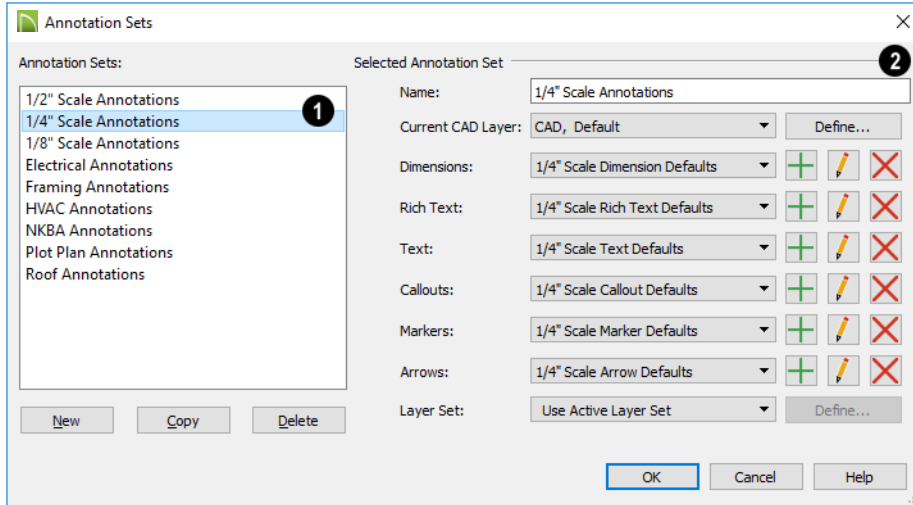 Annotation Sets
Annotation Sets:
1/2" Scale Annotations
1/4" Scale Annotations
1/8" Scale Annotations
Electrical Annotations
Framing Annotations
HVAC Annotations
NKBA Annotations
Plot Plan Annotations
Roof Annotations
1
New Copy Delete
Selected Annotation Set
2
Name: 1/4" Scale Annotations
Current CAD Layer: CAD, Default Define...
Dimensions: 1/4" Scale Dimension Defaults
Rich Text: 1/4" Scale Rich Text Defaults
Text: 1/4" Scale Text Defaults
Callouts: 1/4" Scale Callout Defaults
Markers: 1/4" Scale Marker Defaults
Arrows: 1/4" Scale Arrow Defaults
Layer Set: Use Active Layer Set Define...
OK Cancel Help